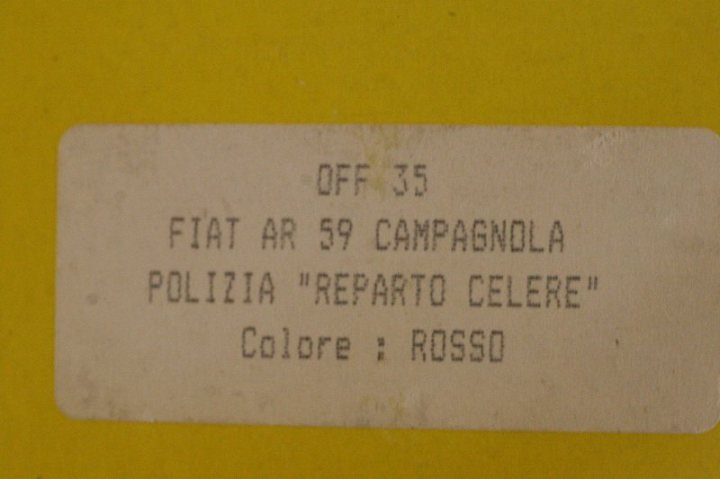 OFF 35
FIAT AR 59 CAMPAGNOLA
POLIZIA "REPARTO CELERE"
Colore : ROSSO